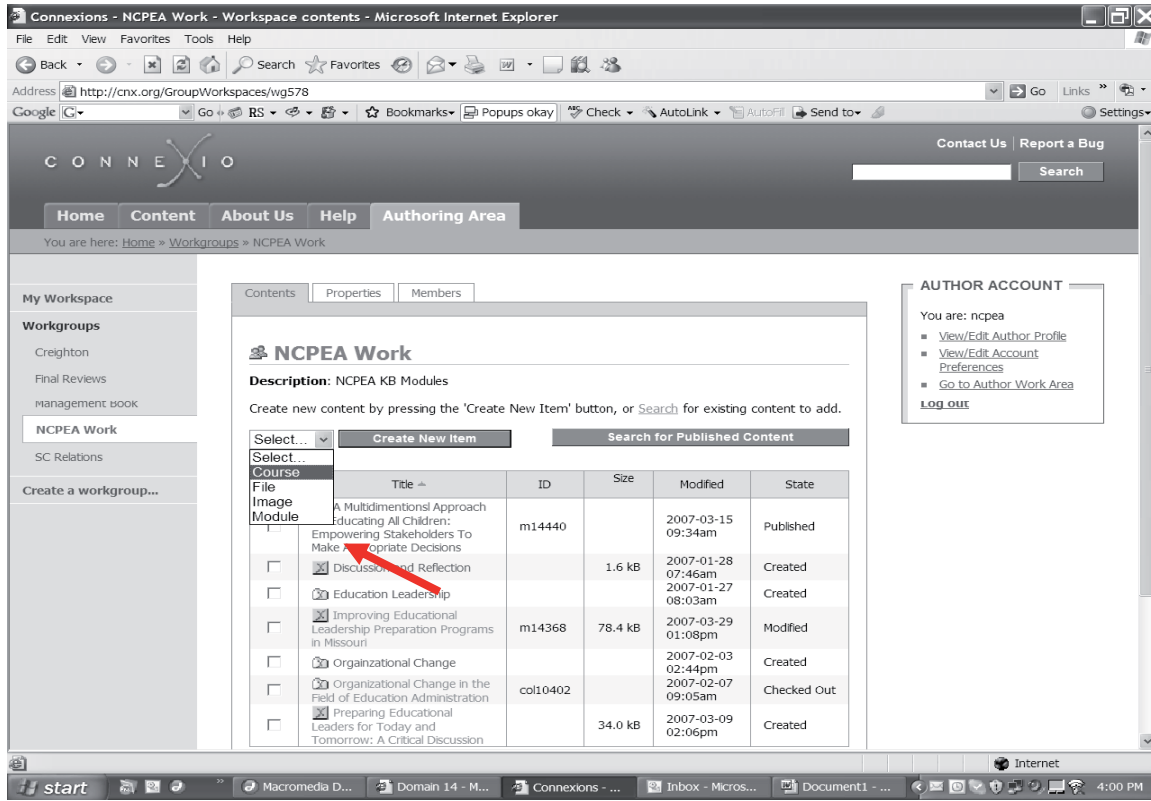 Connexions - NCPEA Work - Workspace contents - Microsoft Internet Explorer
File Edit View Favorites Tools Help
Back Search Favorites
Address http://cnx.org/GroupWorkspaces/wg578 Go Links »
Google G Go RS Bookmarks Popups okay Check AutoLink AutoFill Send to Settings
Contact Us | Report a Bug
CONNEXIO
Search
Home Content About Us Help Authoring Area
You are here: Home » Workgroups » NCPEA Work
My Workspace
Workgroups
Creighton
Final Reviews
Management Book
NCPEA Work
SC Relations
Create a workgroup...
Contents Properties Members
NCPEA Work
Description: NCPEA KB Modules
Create new content by pressing the 'Create New Item' button, or Search for existing content to add.
Select... Create New Item Search for Published Content
Select...
Course
File
Image
Module
Title ID Size Modified State
A Multidimentionsl Approach
Educating All Children:
Empowering Stakeholders To
Make Appropriate Decisions
m14440 2007-03-15
09:34am
Published
Discussion and Reflection 1.6 kB 2007-01-28
07:46am
Created
Education Leadership 2007-01-27
08:03am
Created
Improving Educational
Leadership Preparation Programs
in Missouri
m14368 78.4 kB 2007-03-29
01:08pm
Modified
Orgainzational Change 2007-02-03
02:44pm
Created
Organizational Change in the
Field of Education Administration
col10402 2007-02-07
09:05am
Checked Out
Preparing Educational
Leaders for Today and
Tomorrow: A Critical Discussion
34.0 kB 2007-03-09
02:06pm
Created
AUTHOR ACCOUNT
You are: ncpea
View/Edit Author Profile
View/Edit Account
Preferences
Go to Author Work Area
Log out
Internet
start » Macromedia D... Domain 14 - M... Connexions - ... Inbox - Micros... Document1 - ... 4:00 PM